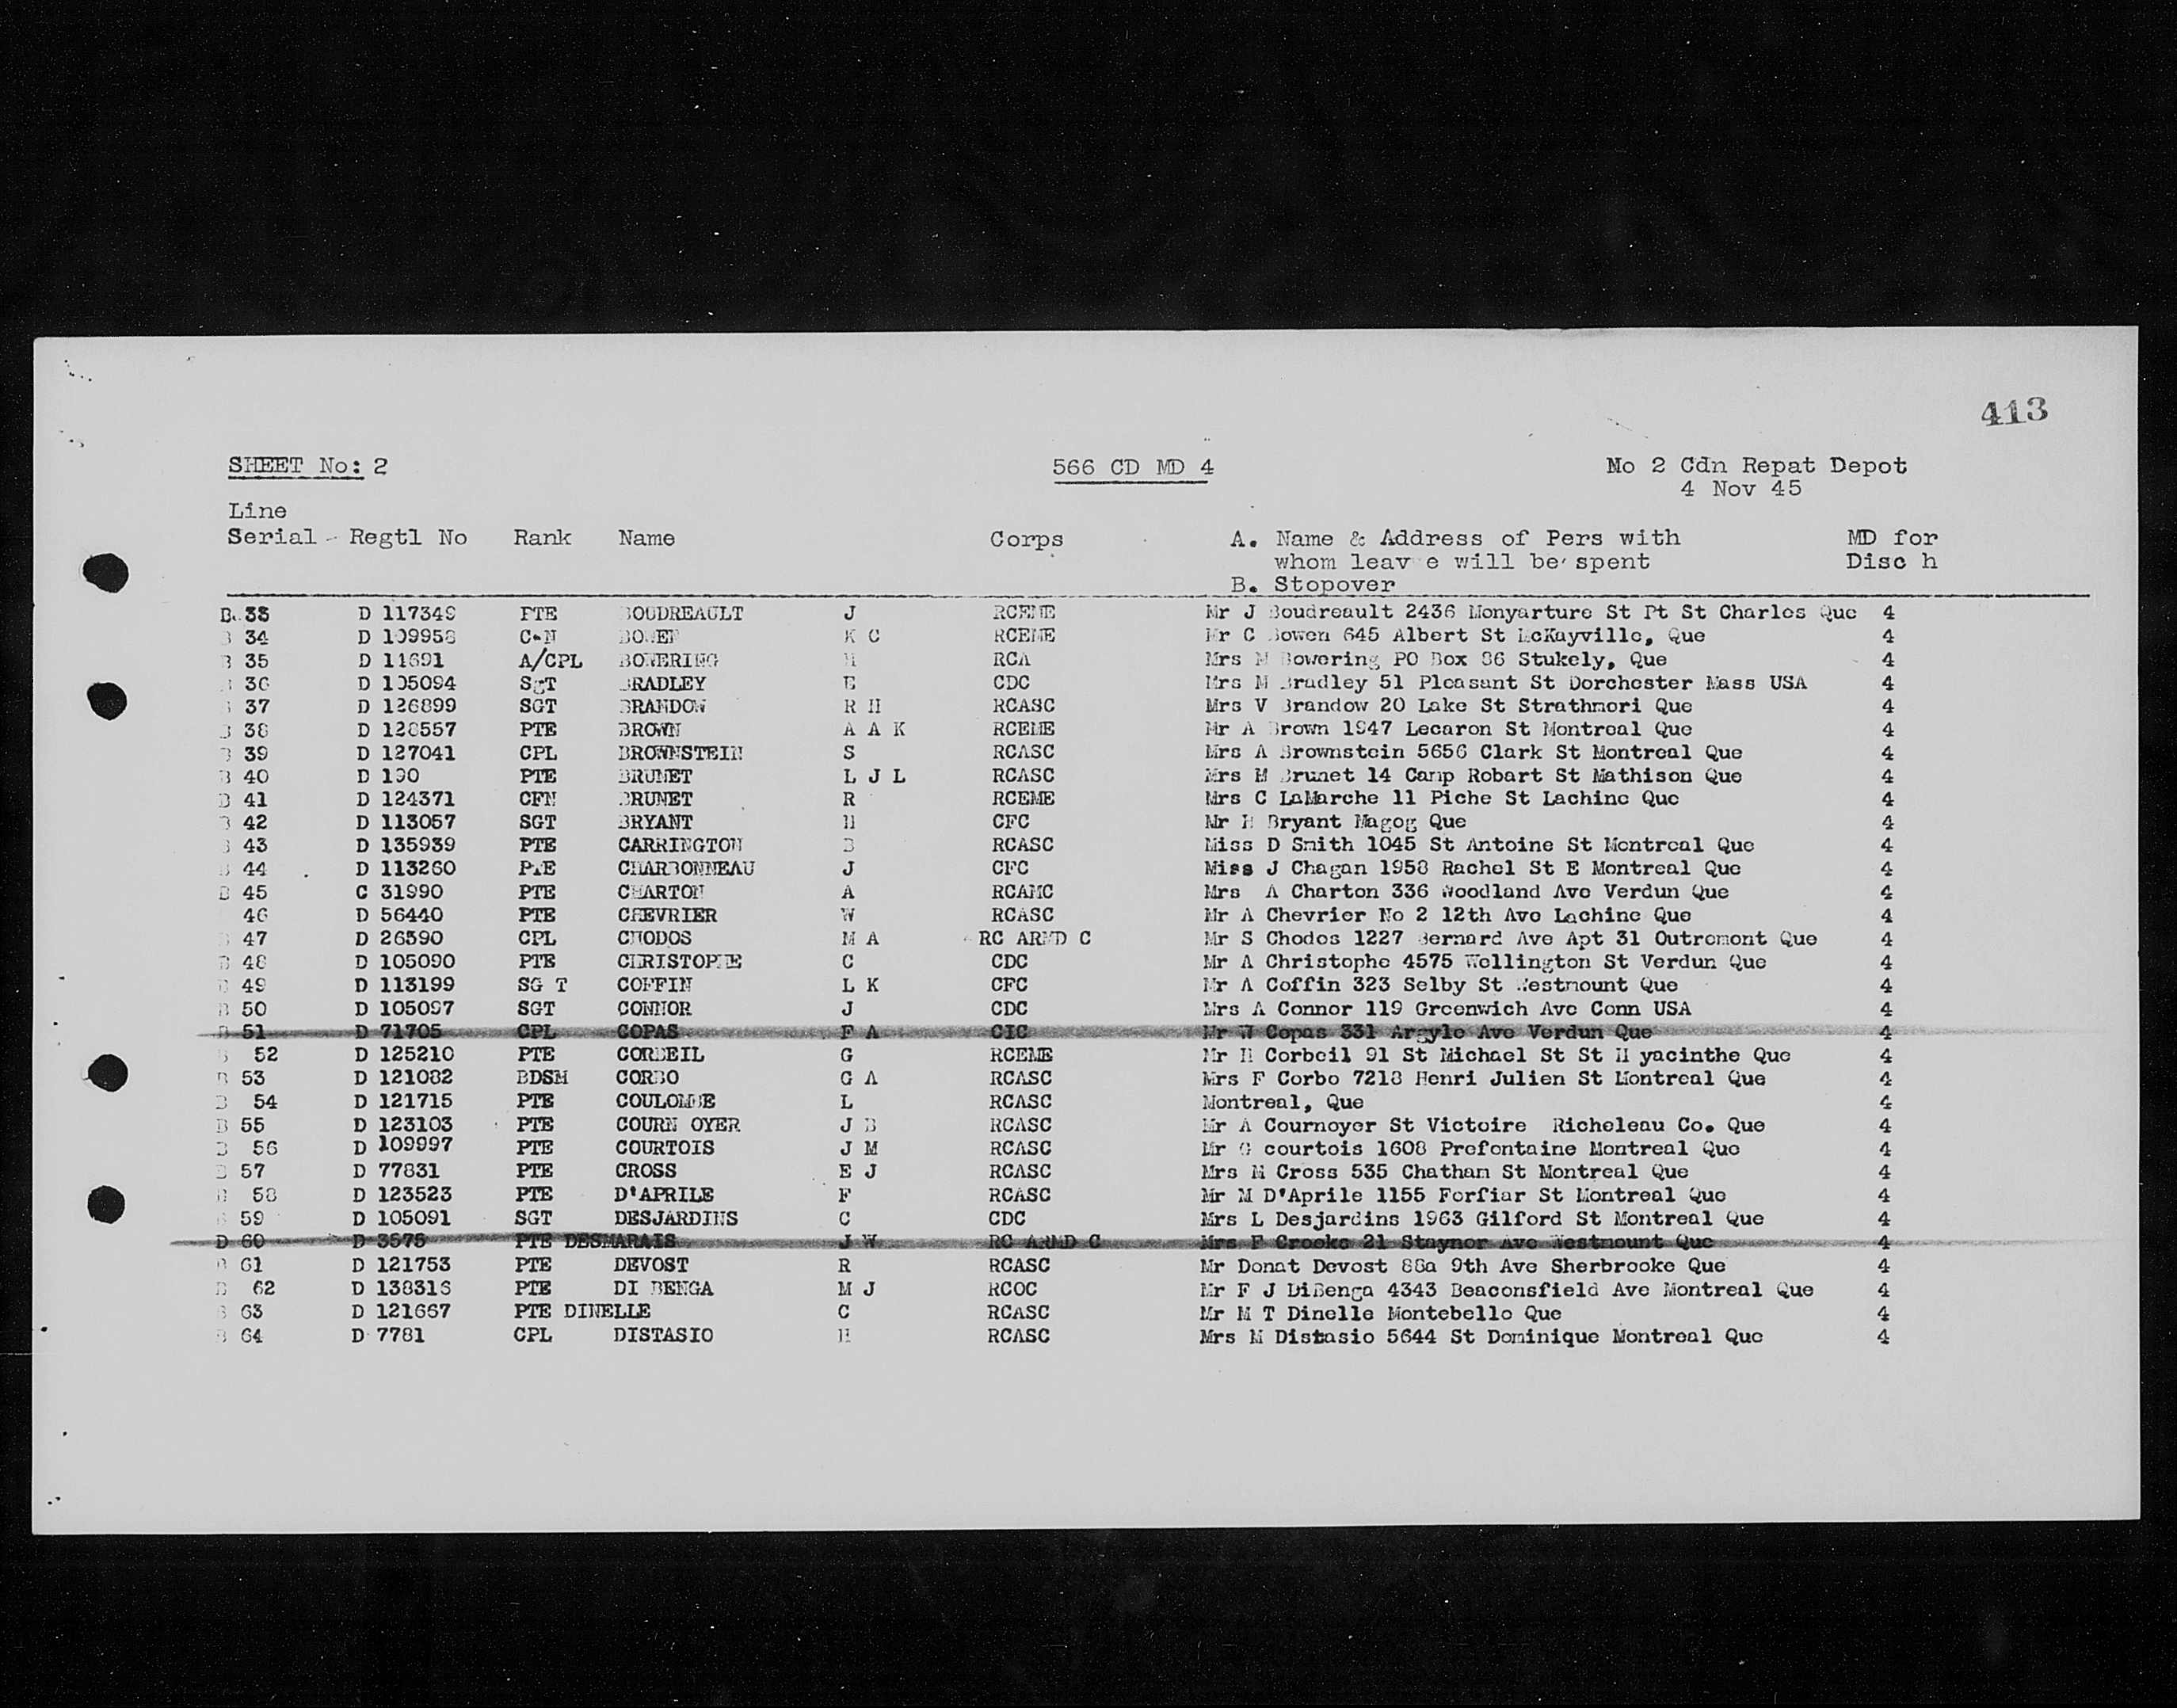 413
SHEET No: 2 566 CD MD 4 No 2 Cdn Repat Depot
4 Nov 45
Line
Serial Regtl No Rank Name Corps A. Name & Address of Pers with MD for
whom leav e will be spent Disc h
B. Stopover
B 33 D 117349 PTE BOUDREAULT J RCEME Mr J Boudreault 2436 Monyarture St Pt St Charles Que 4
B 34 D 109958 CFN BOWEN K C RCEME Mr C Bowen 645 Albert St McKayville, Que 4
B 35 D 11691 A/CPL BOWERING H RCA Mrs M Bowering PO Box 86 Stukely, Que 4
B 36 D 105094 SgT BRADLEY E CDC Mrs M Bradley 51 Pleasant St Dorchester Mass USA 4
B 37 D 126899 SGT BRANDOW R H RCASC Mrs V Brandow 20 Lake St Strathmori Que 4
B 38 D 128557 PTE BROWN A A K RCEME Mr A Brown 1847 Lecaron St Montreal Que 4
B 39 D 127041 CPL BROWNSTEIN S RCASC Mrs A Brownstein 5656 Clark St Montreal Que 4
B 40 D 190 PTE BRUNET L J L RCASC Mrs M Brunet 14 Camp Robart St Mathison Que 4
B 41 D 124371 CFN BRUNET R RCEME Mrs C LaMarche 11 Piche St Lachine Que 4
B 42 D 113057 SGT BRYANT H CFC Mr H Bryant Magog Que 4
B 43 D 135939 PTE CARRINGTON B RCASC Miss D Smith 1045 St Antoine St Montreal Que 4
B 44 D 113260 PTE CHARBONNEAU J CFC Miss J Chagan 1958 Rachel St E Montreal Que 4
B 45 C 31990 PTE CHARTON A RCAMC Mrs A Charton 336 Woodland Ave Verdun Que 4
46 D 56440 PTE CHEVRIER W RCASC Mr A Chevrier No 2 12th Ave Lachine Que 4
B 47 D 26590 CPL CHODOS M A RC ARMD C Mr S Chodos 1227 Bernard Ave Apt 31 Outremont Que 4
B 48 D 105090 PTE CHRISTOPHE C CDC Mr A Christophe 4575 Wellington St Verdun Que 4
B 49 D 113199 SG T COFFIN L K CFC Mr A Coffin 323 Selby St Westmount Que 4
B 50 D 105097 SGT CONNOR J CDC Mrs A Connor 119 Greenwich Ave Conn USA 4
B 51 D 71705 CPL COPAS F A CIC Mr W Copas 331 Argyle Ave Verdun Que 4
B 52 D 125210 PTE CORBEIL G RCEME Mr H Corbeil 91 St Michael St St H yacinthe Que 4
B 53 D 121082 BDSM CORBO G A RCASC Mrs F Corbo 7218 Henri Julien St Montreal Que 4
B 54 D 121715 PTE COULOMBE L RCASC Montreal, Que 4
B 55 D 123103 PTE COURN OYER J B RCASC Mr A Cournoyer St Victoire Richeleau Co. Que 4
B 56 D 109997 PTE COURTOIS J M RCASC Mr G courtois 1608 Prefontaine Montreal Que 4
B 57 D 77831 PTE CROSS E J RCASC Mrs M Cross 535 Chathan St Montreal Que 4
B 58 D 123523 PTE D'APRILE F RCASC Mr M D'Aprile 1155 Forfiar St Montreal Que 4
B 59 D 105091 SGT DESJARDINS C CDC Mrs L Desjardins 1963 Gilford St Montreal Que 4
B 60 D 3575 PTE DESMARAIS J W RC ARMD C Mrs F Crooke 21 Staynor Ave Westmount Que 4
B 61 D 121753 PTE DEVOST R RCASC Mr Donat Devost 88a 9th Ave Sherbrooke Que 4
B 62 D 138316 PTE DI BENGA M J RCOC Mr F J DiBenga 4343 Beaconsfield Ave Montreal Que 4
B 63 D 121667 PTE DINELLE C RCASC Mr M T Dinelle Montebello Que 4
B 64 D 7781 CPL DISTASIO H RCASC Mrs M Distasio 5644 St Dominique Montreal Que 4